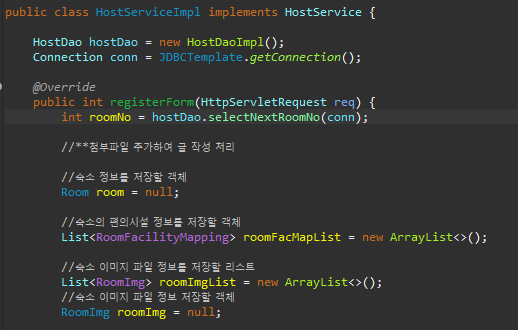 public class HostServiceImpl implements HostService {
HostDao hostDao = new HostDaoImpl();
Connection conn = JDBCTemplate.getConnection();
@Override
public int registerForm(HttpServletRequest req) {
int roomNo = hostDao.selectNextRoomNo(conn);
//**첨부파일 추가하여 글 작성 처리
//숙소 정보를 저장할 객체
Room room = null;
//숙소의 편의시설 정보를 저장할 객체
List<RoomFacilityMapping> roomFacMapList = new ArrayList<>();
//숙소 이미지 파일 정보를 저장할 리스트
List<RoomImg> roomImgList = new ArrayList<>();
//숙소 이미지 파일 정보 저장할 객체
RoomImg roomImg = null;